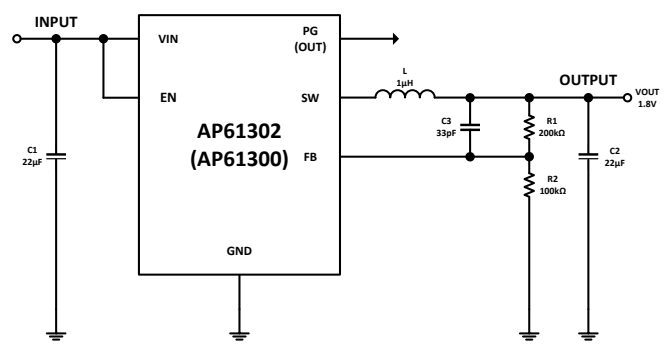 INPUT
VIN
PG
(OUT)
EN
SW
L
1µH
OUTPUT
VOUT
1.8V
C3
33pF
R1
200kΩ
AP61302
(AP61300)
FB
C1
22µF
C2
22µF
R2
100kΩ
GND